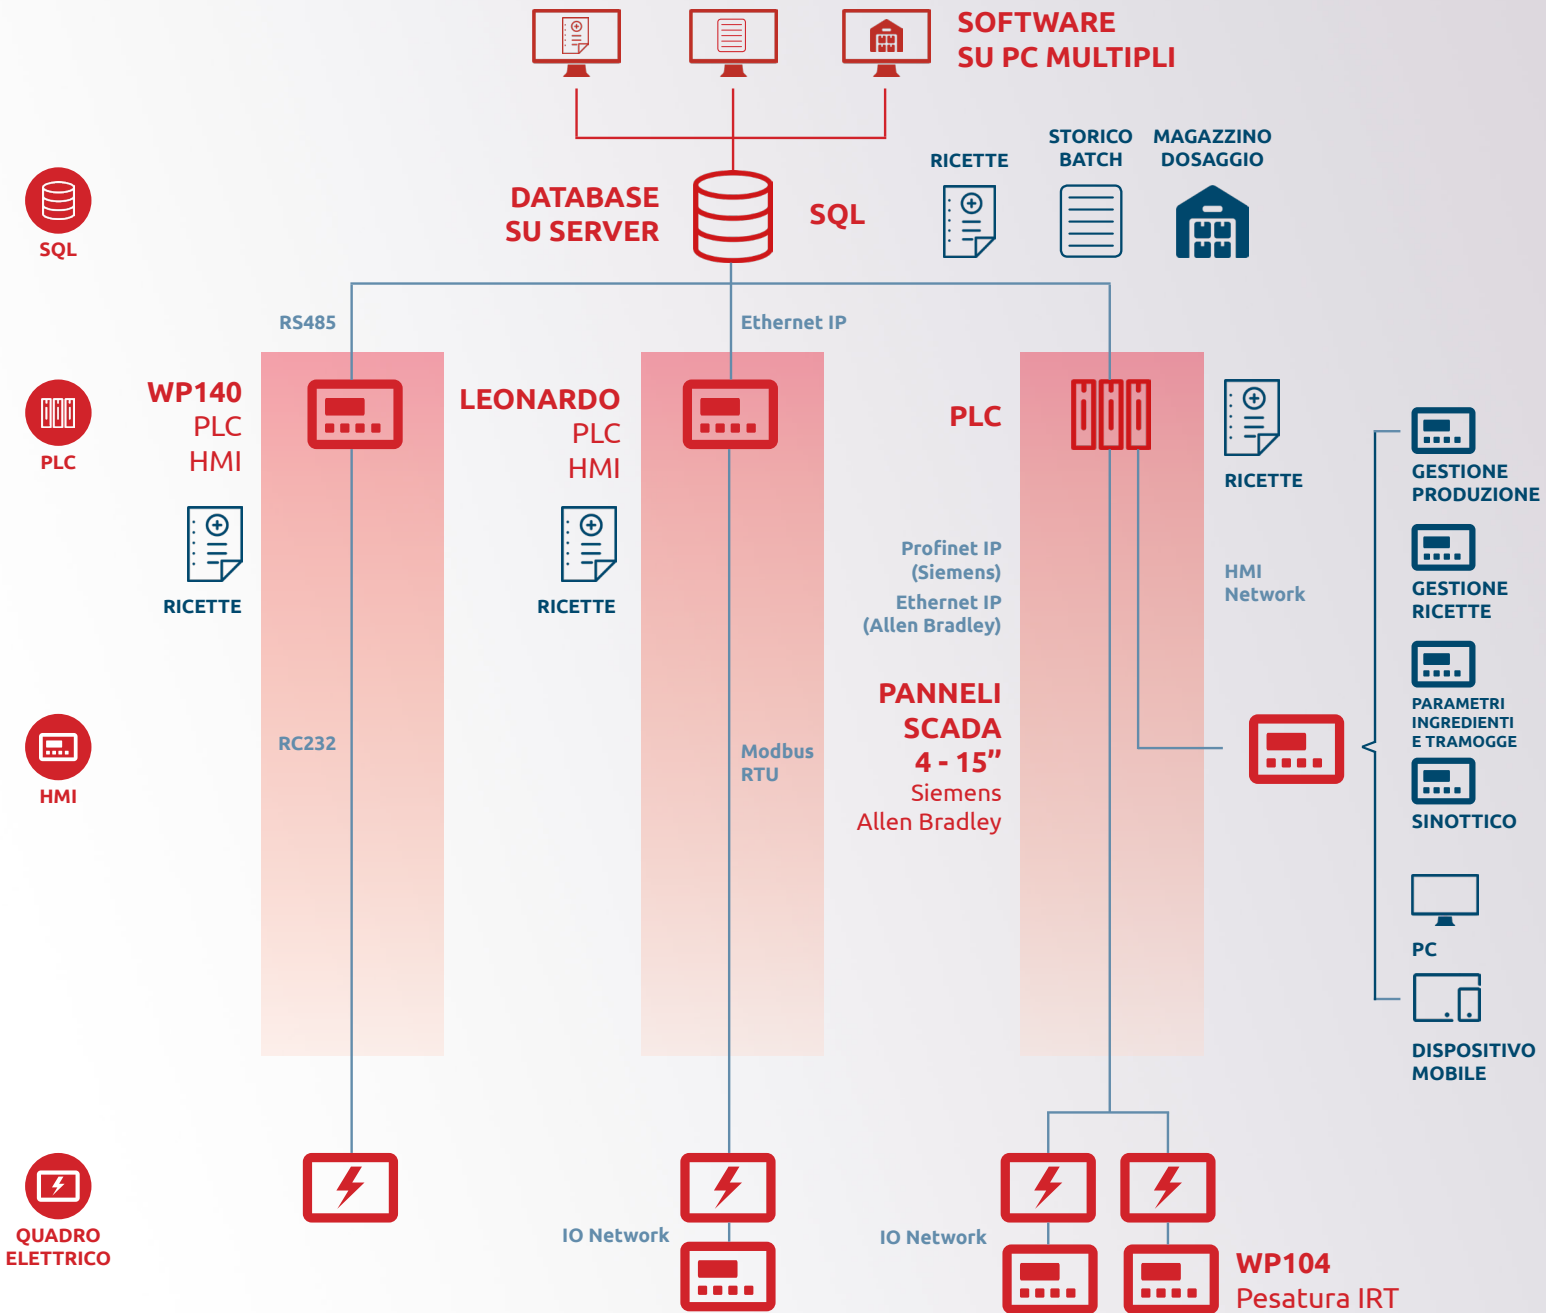 SOFTWARE
SU PC MULTIPLI
DATABASE
SU SERVER
SQL
RICETTE
STORICO
BATCH
MAGAZZINO
DOSAGGIO
SQL
RS485
Ethernet IP
WP140
PLC
HMI
RICETTE
LEONARDO
PLC
HMI
RICETTE
PLC
RICETTE
PLC
Profinet IP
(Siemens)
Ethernet IP
(Allen Bradley)
HMI
Network
PANNELI
SCADA
4 - 15”
Siemens
Allen Bradley
RC232
Modbus
RTU
HMI
GESTIONE
PRODUZIONE
GESTIONE
RICETTE
PARAMETRI
INGREDIENTI
E TRAMOGGE
SINOTTICO
PC
DISPOSITIVO
MOBILE
QUADRO
ELETTRICO
IO Network
IO Network
WP104
Pesatura IRT